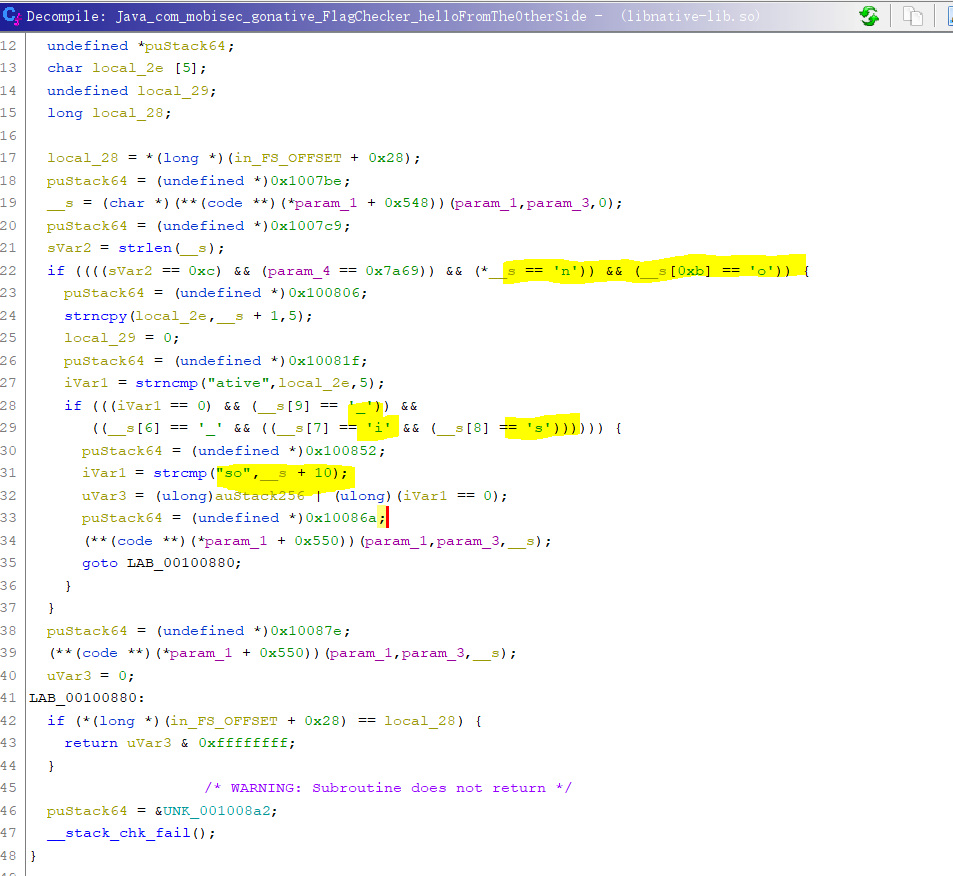 Decompile: Java_com_mobisec_gonative_FlagChecker_helloFromTheOtherSide - (libnative-lib.so)
12 undefined *puStack64;
13 char local_2e [5];
14 undefined local_29;
15 long local_28;
16
17 local_28 = *(long *)(in_FS_OFFSET + 0x28);
18 puStack64 = (undefined *)0x1007be;
19 __s = (char *)(**(code **)(*param_1 + 0x548))(param_1,param_3,0);
20 puStack64 = (undefined *)0x1007c9;
21 sVar2 = strlen(__s);
22 if ((((sVar2 == 0xc) && (param_4 == 0x7a69)) && (*__s == 'n')) && (__s[0xb] == 'o')) {
23 puStack64 = (undefined *)0x100806;
24 strncpy(local_2e,__s + 1,5);
25 local_29 = 0;
26 puStack64 = (undefined *)0x10081f;
27 iVar1 = strncmp("ative",local_2e,5);
28 if (((iVar1 == 0) && (__s[9] == '_')) &&
29 ((__s[6] == '_' && ((__s[7] == 'i' && (__s[8] == 's')))))) {
30 puStack64 = (undefined *)0x100852;
31 iVar1 = strcmp("so",__s + 10);
32 uVar3 = (ulong)auStack256 | (ulong)(iVar1 == 0);
33 puStack64 = (undefined *)0x10086a;
34 (**(code **)(*param_1 + 0x550))(param_1,param_3,__s);
35 goto LAB_00100880;
36 }
37 }
38 puStack64 = (undefined *)0x10087e;
39 (**(code **)(*param_1 + 0x550))(param_1,param_3,__s);
40 uVar3 = 0;
41 LAB_00100880:
42 if (*(long *)(in_FS_OFFSET + 0x28) == local_28) {
43 return uVar3 & 0xffffffff;
44 }
45 /* WARNING: Subroutine does not return */
46 puStack64 = &UNK_001008a2;
47 __stack_chk_fail();
48 }